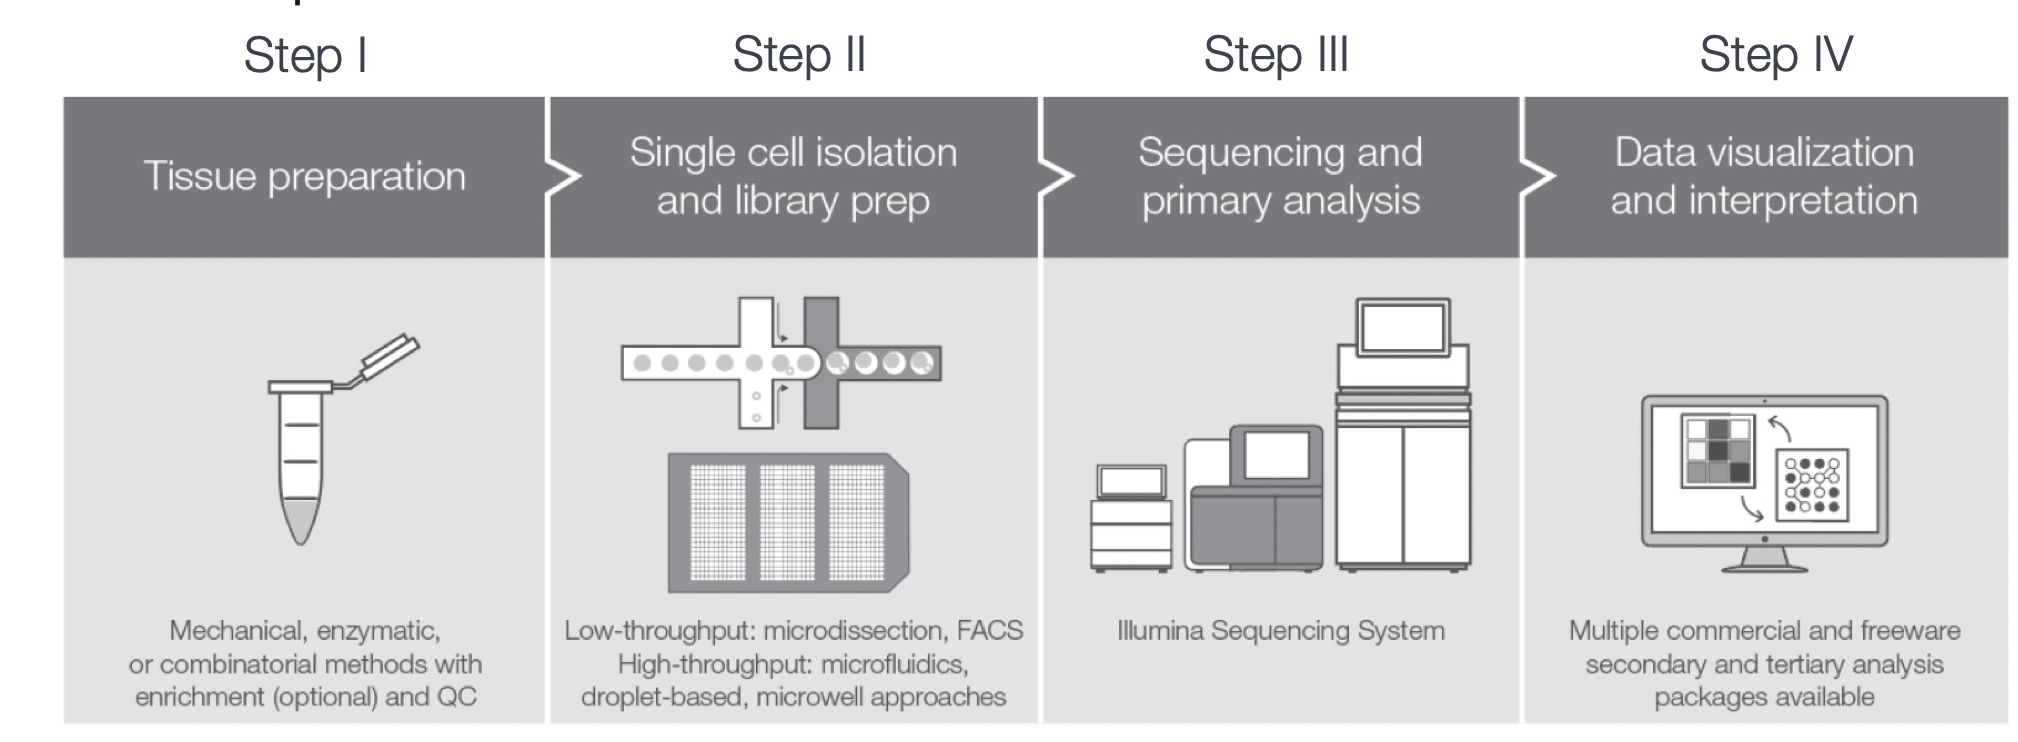 Step I
Step II
Step III
Step IV
Tissue preparation
Single cell isolation
and library prep
Sequencing and
primary analysis
Data visualization
and interpretation
Mechanical, enzymatic,
or combinatorial methods with
enrichment (optional) and QC
Low-throughput: microdissection, FACS
High-throughput: microfluidics,
droplet-based, microwell approaches
Illumina Sequencing System
Multiple commercial and freeware
secondary and tertiary analysis
packages available